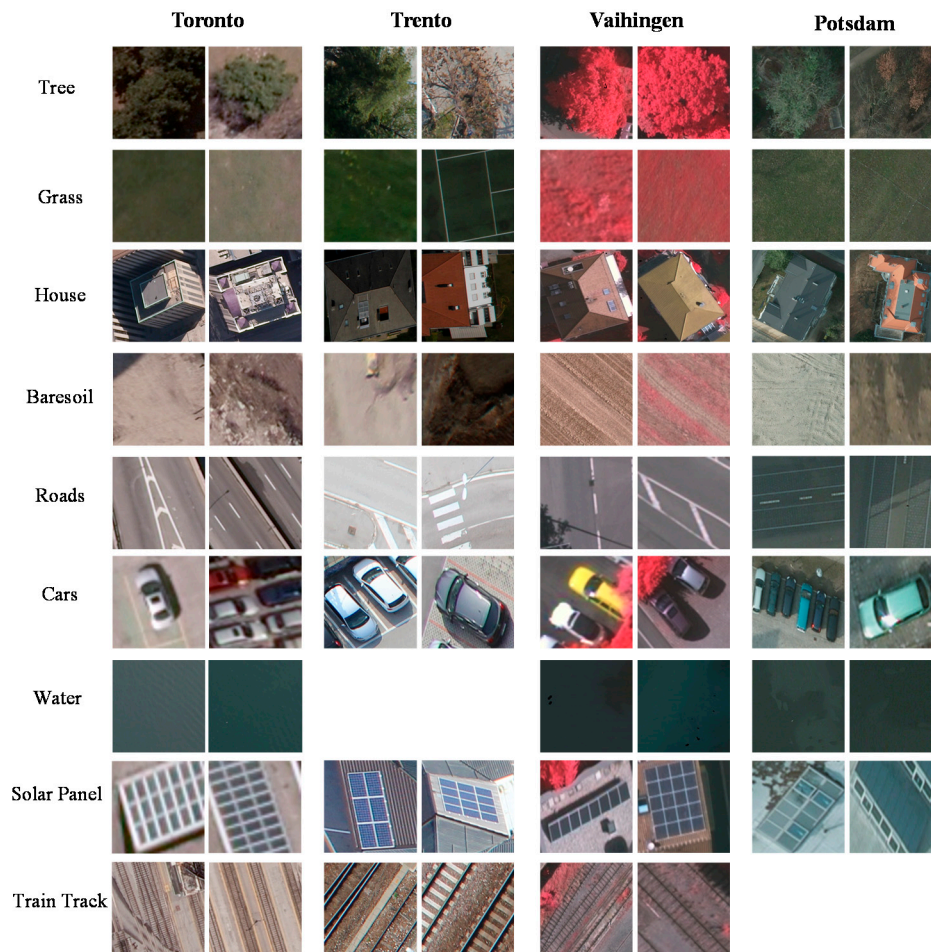 Toronto Trento Vaihingen Potsdam
Tree
Grass
House
Baresoil
Roads
Cars
Water
Solar Panel
Train Track